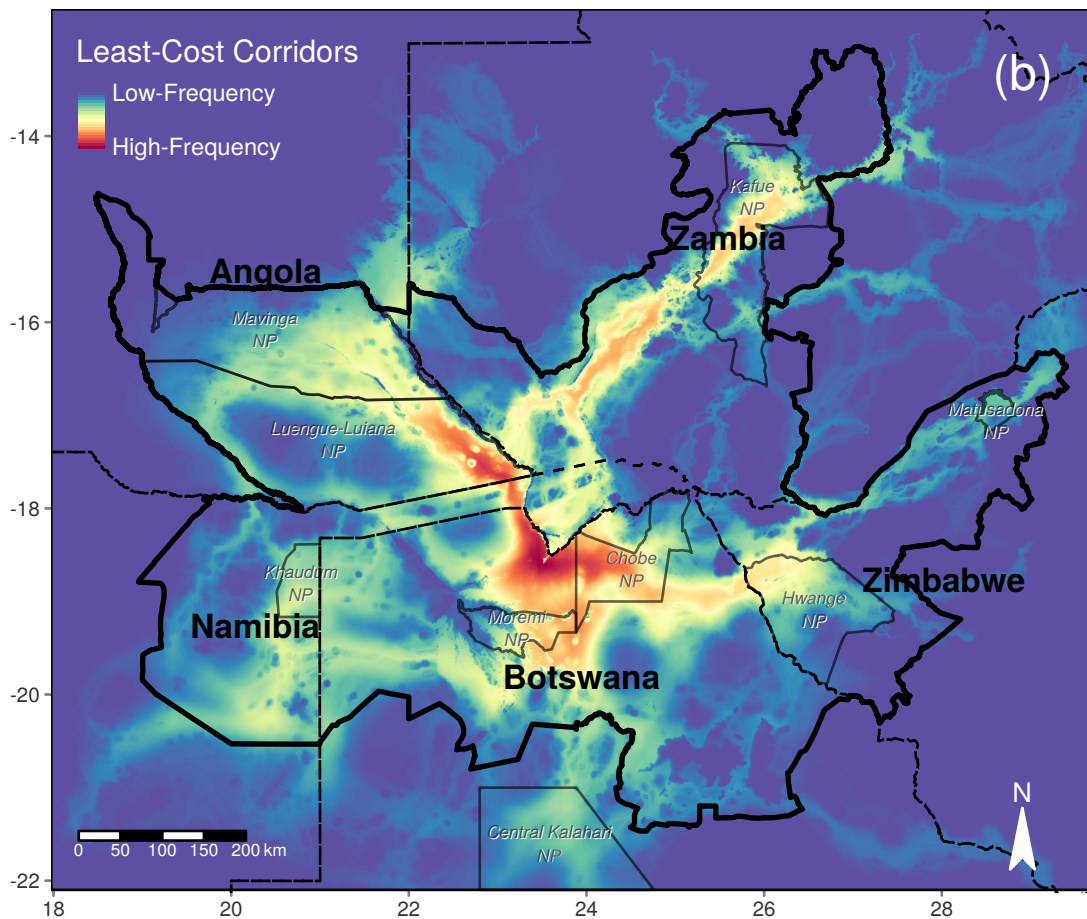 Least-Cost Corridors
Low-Frequency
High-Frequency
(b)
Kafue
NP
Zambia
Angola
Mavinga
NP
Luengue-Luiana
NP
Matusadona
NP
Khaudum
NP
Chobe
NP
Hwange
NP
Zimbabwe
Namibia
Moremi
NP
Botswana
Central Kalahari
NP
N
0 50 100 150 200 km
-14
-16
-18
-20
-22
18 20 22 24 26 28